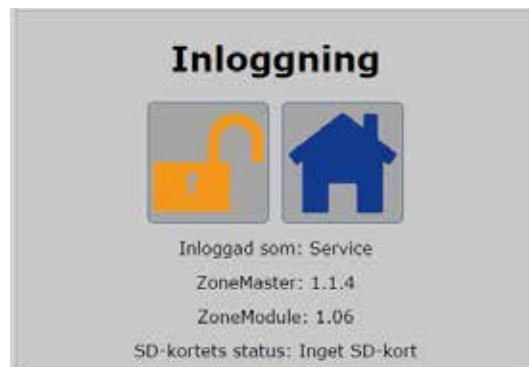 Inloggning
Inloggad som: Service
ZoneMaster: 1.1.4
ZoneModule: 1.06
SD-kortets status: Inget SD-kort